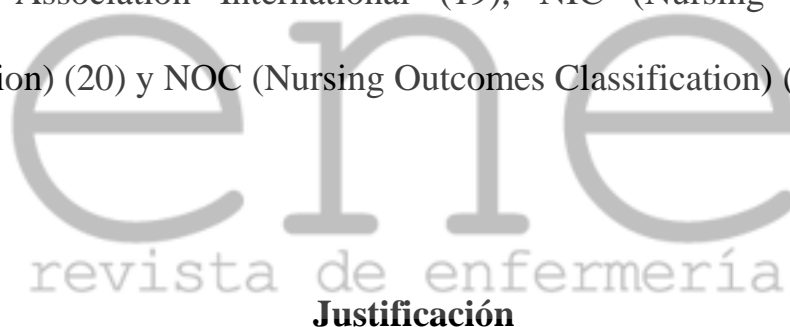 Association International (19), NIC (Nursing
ion) (20) y NOC (Nursing Outcomes Classification) (
ene
revista de enfermería
Justificación